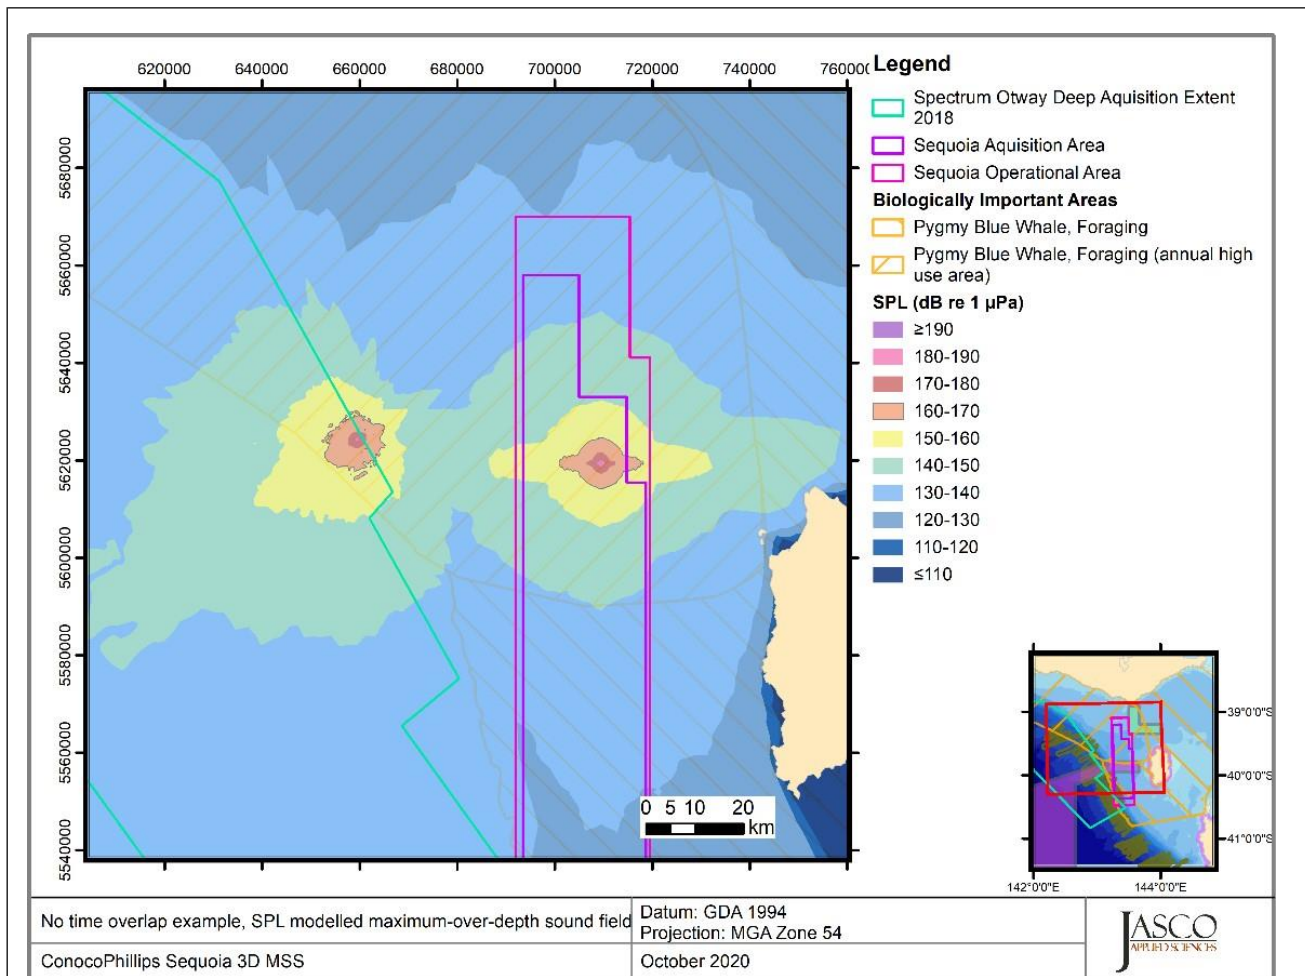 620000 640000 660000 680000 700000 720000 740000 760000
5680000
5660000
5640000
5620000
5600000
5580000
5560000
5540000
0 5 10 20
km
Legend
Spectrum Otway Deep Aquisition Extent
2018
Sequoia Aquisition Area
Sequoia Operational Area
Biologically Important Areas
Pygmy Blue Whale, Foraging
Pygmy Blue Whale, Foraging (annual high
use area)
SPL (dB re 1 µPa)
≥190
180-190
170-180
160-170
150-160
140-150
130-140
120-130
110-120
≤110
39°0'0"S
40°0'0"S
41°0'0"S
142°0'0"E 144°0'0"E
No time overlap example, SPL modelled maximum-over-depth sound field
Datum: GDA 1994
Projection: MGA Zone 54
ConocoPhillips Sequoia 3D MSS
October 2020
JASCO
APPLIED SCIENCES